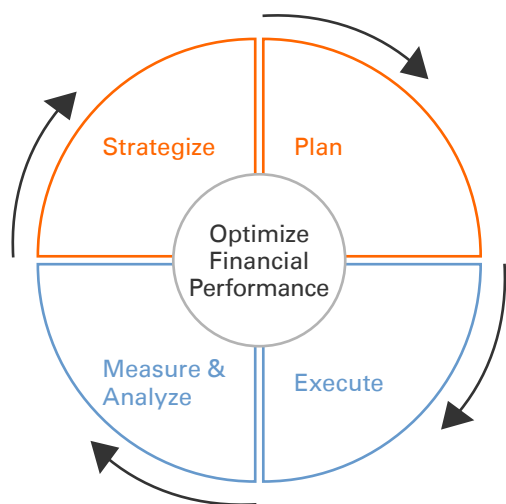 Strategize
Plan
Optimize
Financial
Performance
Measure &
Analyze
Execute